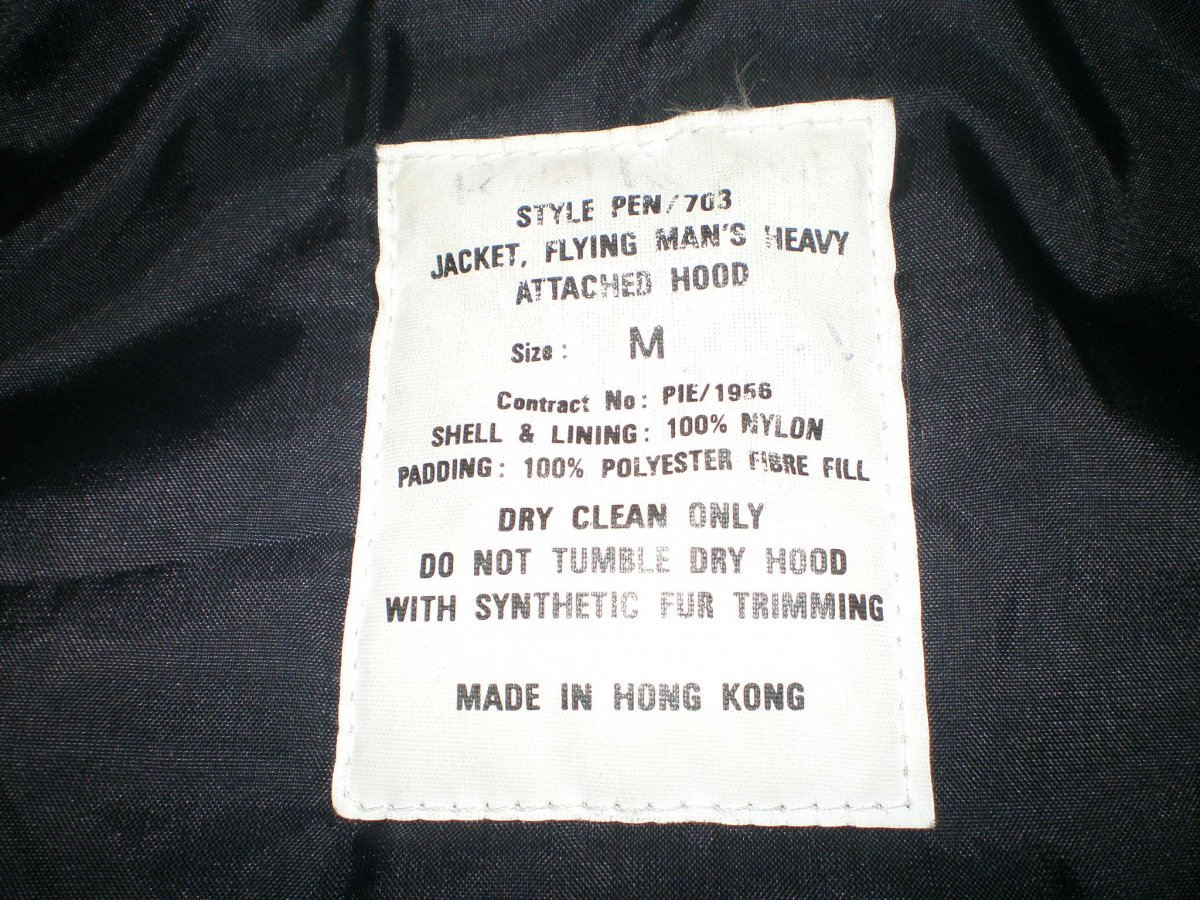 STYLE PEN/703
JACKET, FLYING MAN'S HEAVY
ATTACHED HOOD
Size: M
Contract No: PIE/1956
SHELL & LINING: 100% NYLON
PADDING: 100% POLYESTER FIBRE FILL
DRY CLEAN ONLY
DO NOT TUMBLE DRY HOOD
WITH SYNTHETIC FUR TRIMMING
MADE IN HONG KONG